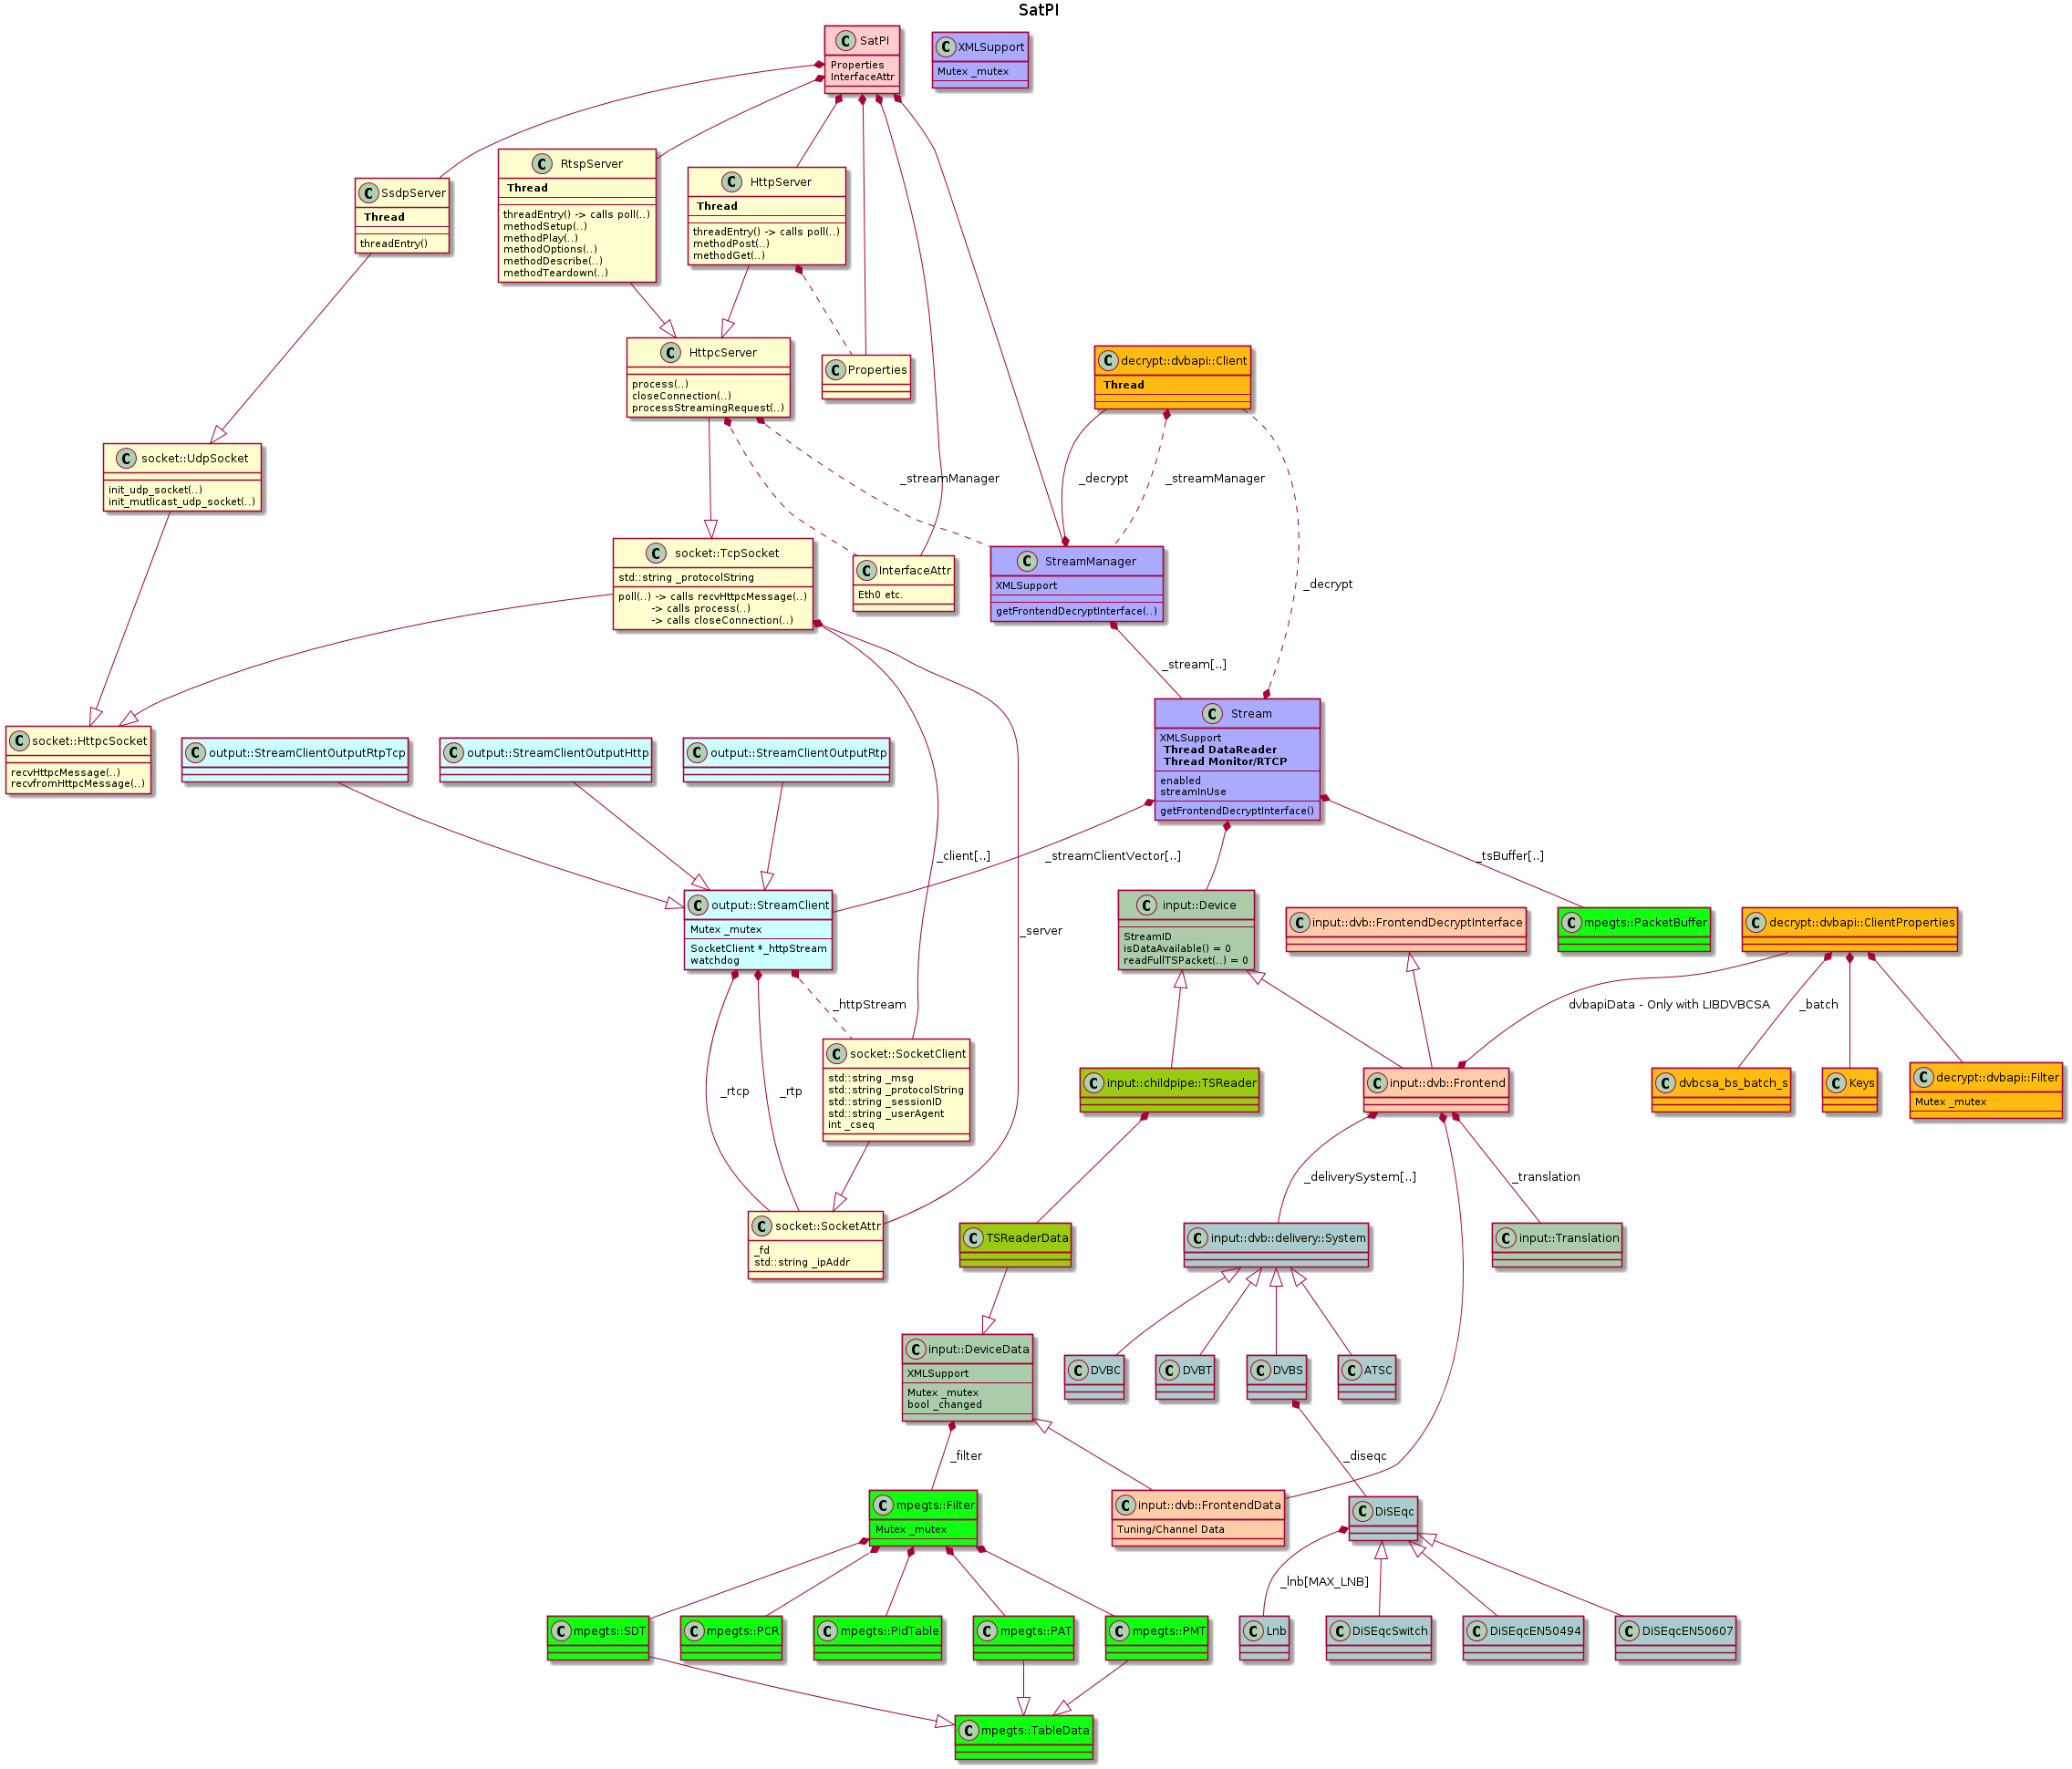 SatPI
C SatPI
Properties
InterfaceAttr
C XMLSupport
Mutex _mutex
C RtspServer
Thread
threadEntry() -> calls poll(..)
methodSetup(..)
methodPlay(..)
methodOptions(..)
methodDescribe(..)
methodTeardown(..)
C HttpServer
Thread
threadEntry() -> calls poll(..)
methodPost(..)
methodGet(..)
C SsdpServer
Thread
threadEntry()
C HttpcServer
process(..)
closeConnection(..)
processStreamingRequest(..)
C Properties
C decrypt::dvbapi::Client
Thread
C socket::UdpSocket
init_udp_socket(..)
init_mutlicast_udp_socket(..)
_streamManager
_decrypt
_streamManager
C socket::TcpSocket
std::string _protocolString
poll(..) -> calls recvHttpcMessage(..)
-> calls process(..)
-> calls closeConnection(..)
C InterfaceAttr
Eth0 etc.
C StreamManager
XMLSupport
getFrontendDecryptInterface(..)
_decrypt
_stream[..]
C socket::HttpcSocket
recvHttpcMessage(..)
recvfromHttpcMessage(..)
C output::StreamClientOutputRtpTcp
C output::StreamClientOutputHttp
C output::StreamClientOutputRtp
C Stream
XMLSupport
Thread DataReader
Thread Monitor/RTCP
enabled
streamInUse
getFrontendDecryptInterface()
_client[..]
_streamClientVector[..]
_tsBuffer[..]
_server
C output::StreamClient
Mutex _mutex
SocketClient *_httpStream
watchdog
C input::Device
StreamID
isDataAvailable() = 0
readFullTSPacket(..) = 0
C input::dvb::FrontendDecryptInterface
C mpegts::PacketBuffer
C decrypt::dvbapi::ClientProperties
_httpStream
dvbapiData - Only with LIBDVBCSA
_batch
_rtcp
_rtp
C socket::SocketClient
std::string _msg
std::string _protocolString
std::string _sessionID
std::string _userAgent
int _cseq
C input::childpipe::TSReader
C input::dvb::Frontend
C dvbcsa_bs_batch_s
C Keys
C decrypt::dvbapi::Filter
Mutex _mutex
_deliverySystem[..]
_translation
C socket::SocketAttr
_fd
std::string _ipAddr
C TSReaderData
C input::dvb::delivery::System
C input::Translation
C input::DeviceData
XMLSupport
Mutex _mutex
bool _changed
C DVBC
C DVBT
C DVBS
C ATSC
_filter
_diseqc
C mpegts::Filter
Mutex _mutex
C input::dvb::FrontendData
Tuning/Channel Data
C DiSEqc
_lnb[MAX_LNB]
C mpegts::SDT
C mpegts::PCR
C mpegts::PidTable
C mpegts::PAT
C mpegts::PMT
C Lnb
C DiSEqcSwitch
C DiSEqcEN50494
C DiSEqcEN50607
C mpegts::TableData